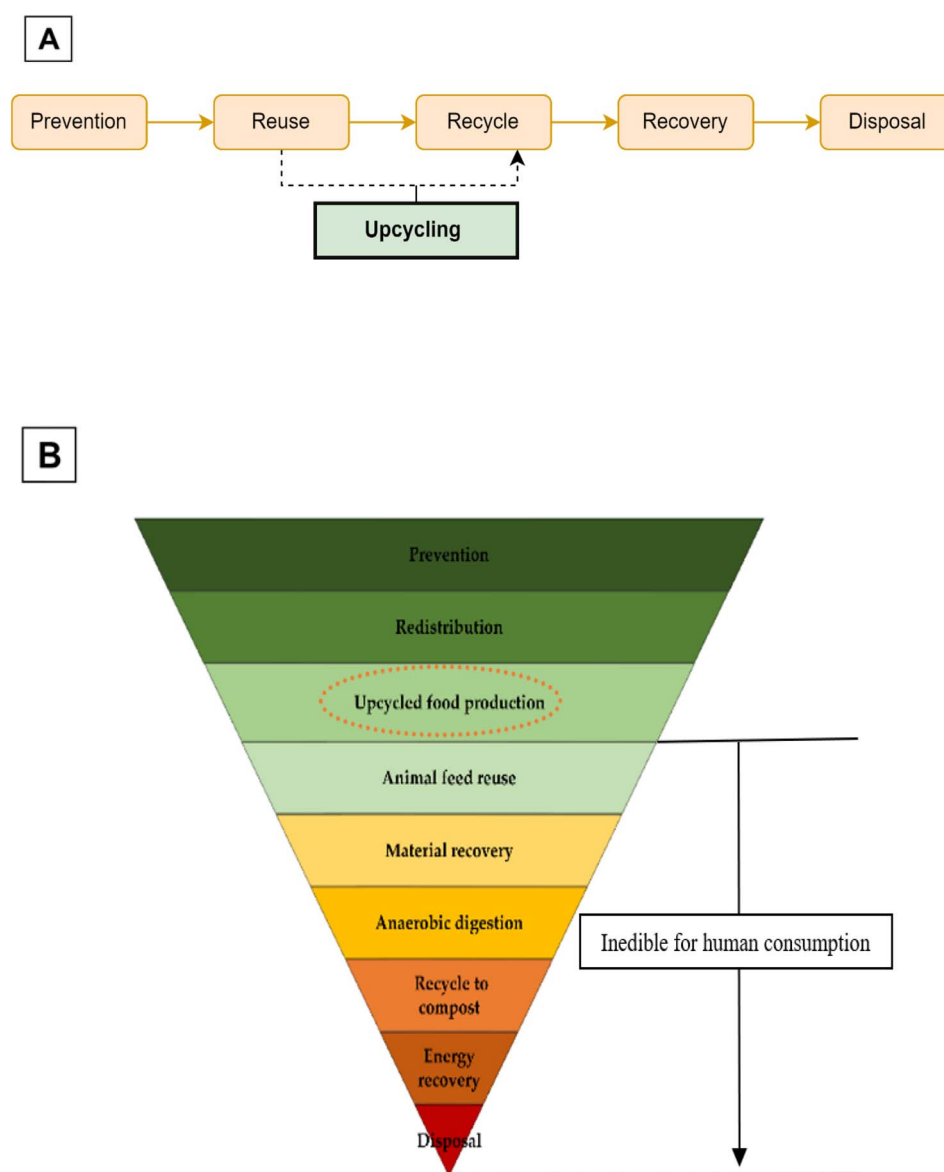 A
Prevention
Reuse
Recycle
Recovery
Disposal
Upcycling
B
Prevention
Redistribution
Upcycled food production
Animal feed reuse
Material recovery
Anaerobic digestion
Inedible for human consumption
Recycle to
compost
Energy
recovery
Disposal